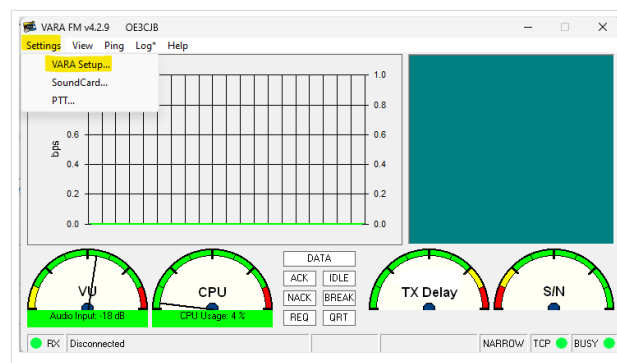 VARA FM v4.2.9 OE3CJB
Settings View Ping Log* Help
VARA Setup...
SoundCard...
PTT...
1.0
0.8
0.6
0.6
0.4
0.4
0.2
0.2
0.0
0.0
bps
DATA
ACK IDLE
NACK BREAK
REQ QRT
VU
Audio Input: -18 dB
CPU
CPU Usage: 4 %
TX Delay
S/N
RX Disconnected NARROW TCP BUSY